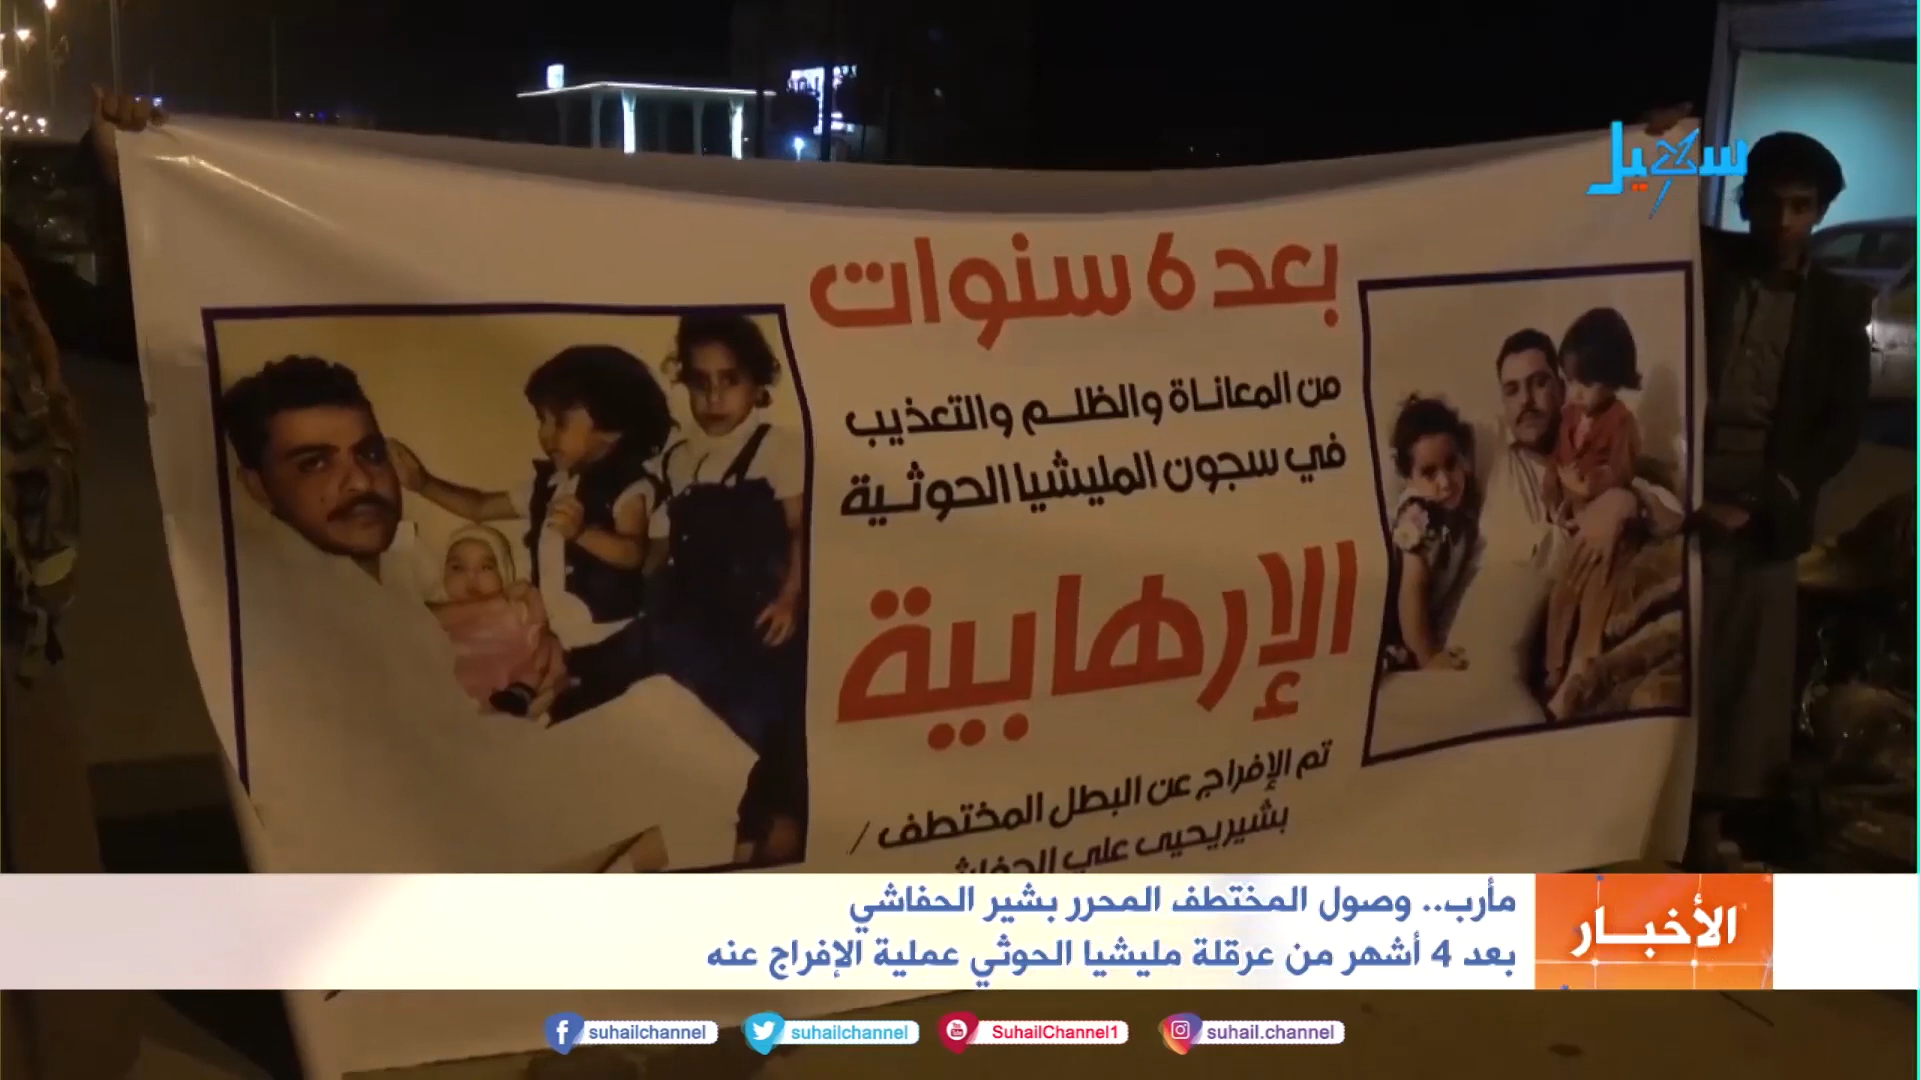 سهيل
بعد 6 سنوات
من المعاناة والظلم والتعذيب
في سجون المليشيا الحوثية
الإرهابية
تم الإفراج عن البطل المختطف /
بشير يحيى علي الحفاشي
الأخبار
مأرب.. وصول المختطف المحرر بشير الحفاشي
بعد 4 أشهر من عرقلة مليشيا الحوثي عملية الإفراج عنه
suhailchannel
suhailchannel
SuhailChannel1
suhail.channel